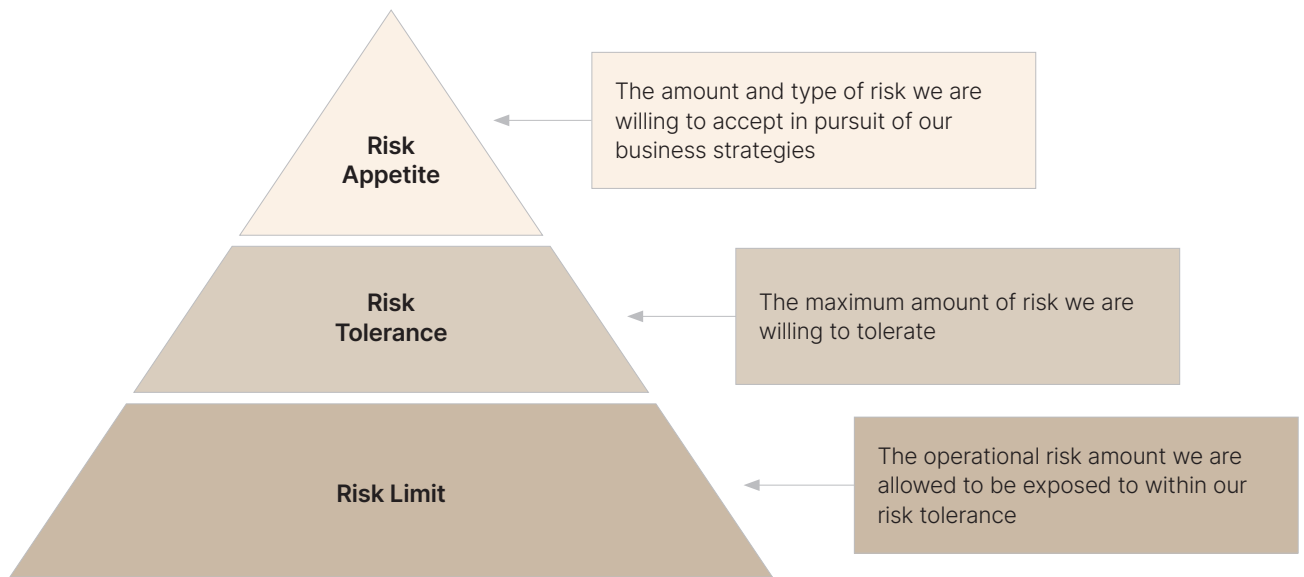 Risk
Appetite
The amount and type of risk we are
willing to accept in pursuit of our
business strategies
Risk
Tolerance
The maximum amount of risk we are
willing to tolerate
Risk Limit
The operational risk amount we are
allowed to be exposed to within our
risk tolerance